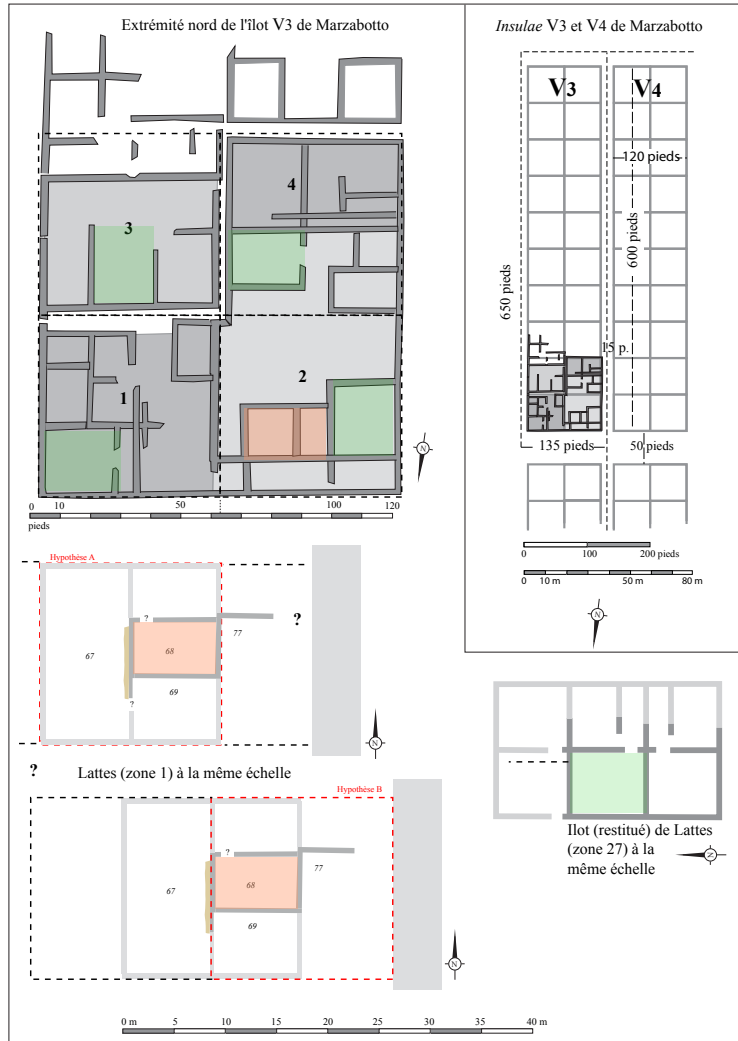 Extrémité nord de l'îlot V3 de Marzabotto
3
4
1
2
N
0 10 50 100 120
pieds
Insulae V3 et V4 de Marzabotto
V3 V4
120 pieds
600 pieds
650 pieds
15 p.
135 pieds 50 pieds
0 100 200 pieds
0 10 m 50 m 80 m
N
Hypothèse A
?
?
67 68 77
69
?
N
? Lattes (zone 1) à la même échelle
Hypothèse B
?
67 68 77
69
N
Ilot (restitué) de Lattes
(zone 27) à la
même échelle
N
0 m 5 10 15 20 25 30 35 40 m